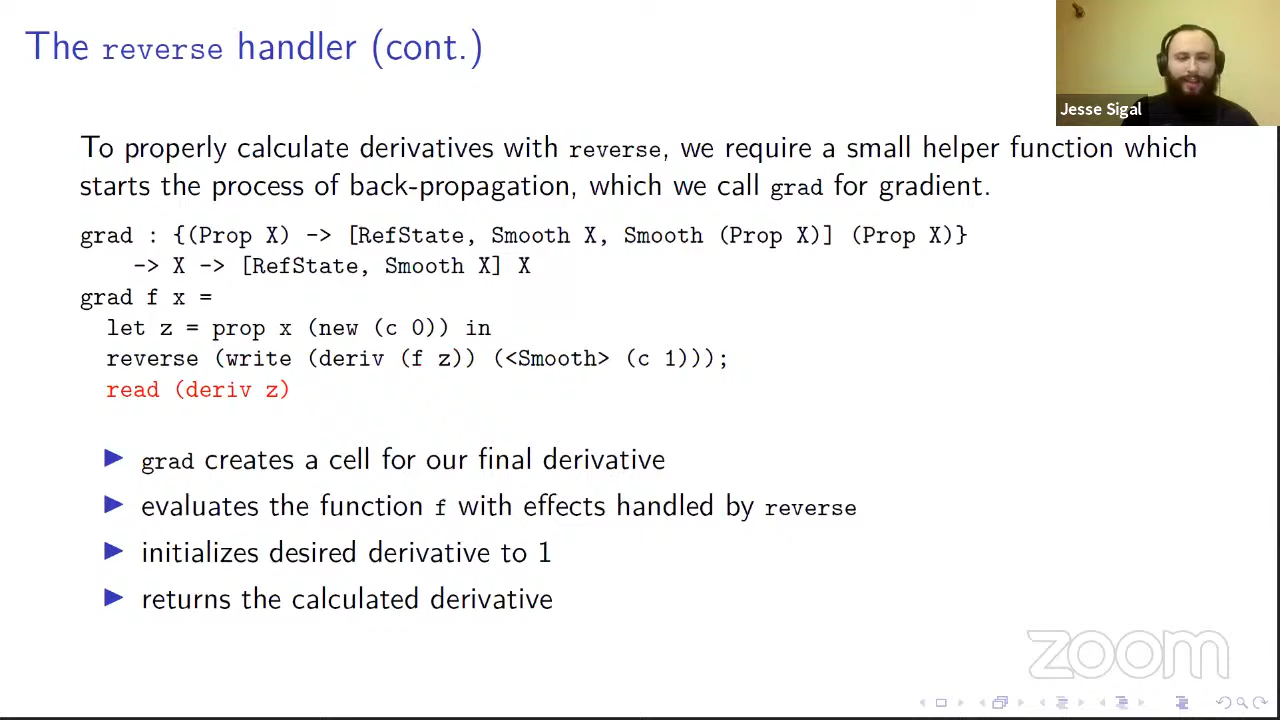 The reverse handler (cont.)
Jesse Sigal
To properly calculate derivatives with reverse, we require a small helper function which
starts the process of back-propagation, which we call grad for gradient.
grad : {(Prop X) -> [RefState, Smooth X, Smooth (Prop X)] (Prop X)}
-> X -> [RefState, Smooth X] X
grad f x =
let z = prop x (new (c 0)) in
reverse (write (deriv (f z)) (<Smooth> (c 1)));
read (deriv z)
grad creates a cell for our final derivative
evaluates the function f with effects handled by reverse
initializes desired derivative to 1
returns the calculated derivative
zoom